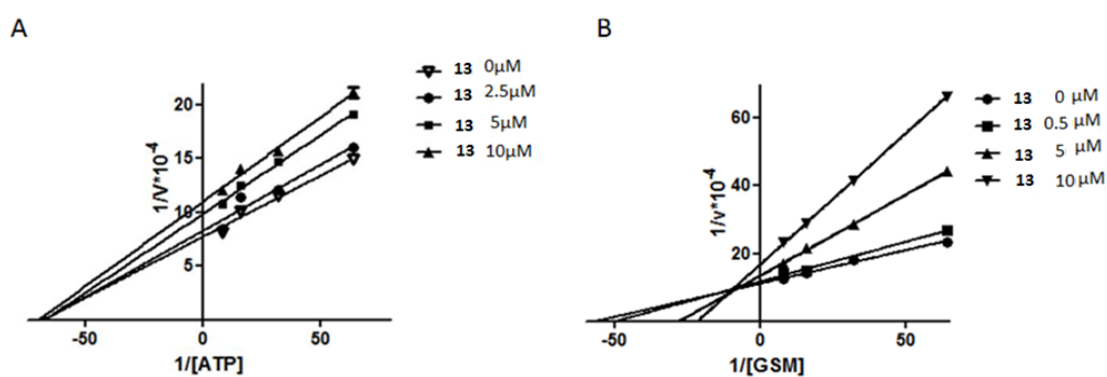 A
B
13 0µM
13 2.5µM
13 5µM
13 10µM
1/V*10⁻⁴
20
15
10
5
-50 0 50
1/[ATP]
13 0 µM
13 0.5 µM
13 5 µM
13 10 µM
1/v*10⁻⁴
60
40
20
-50 0 50
1/[GSM]